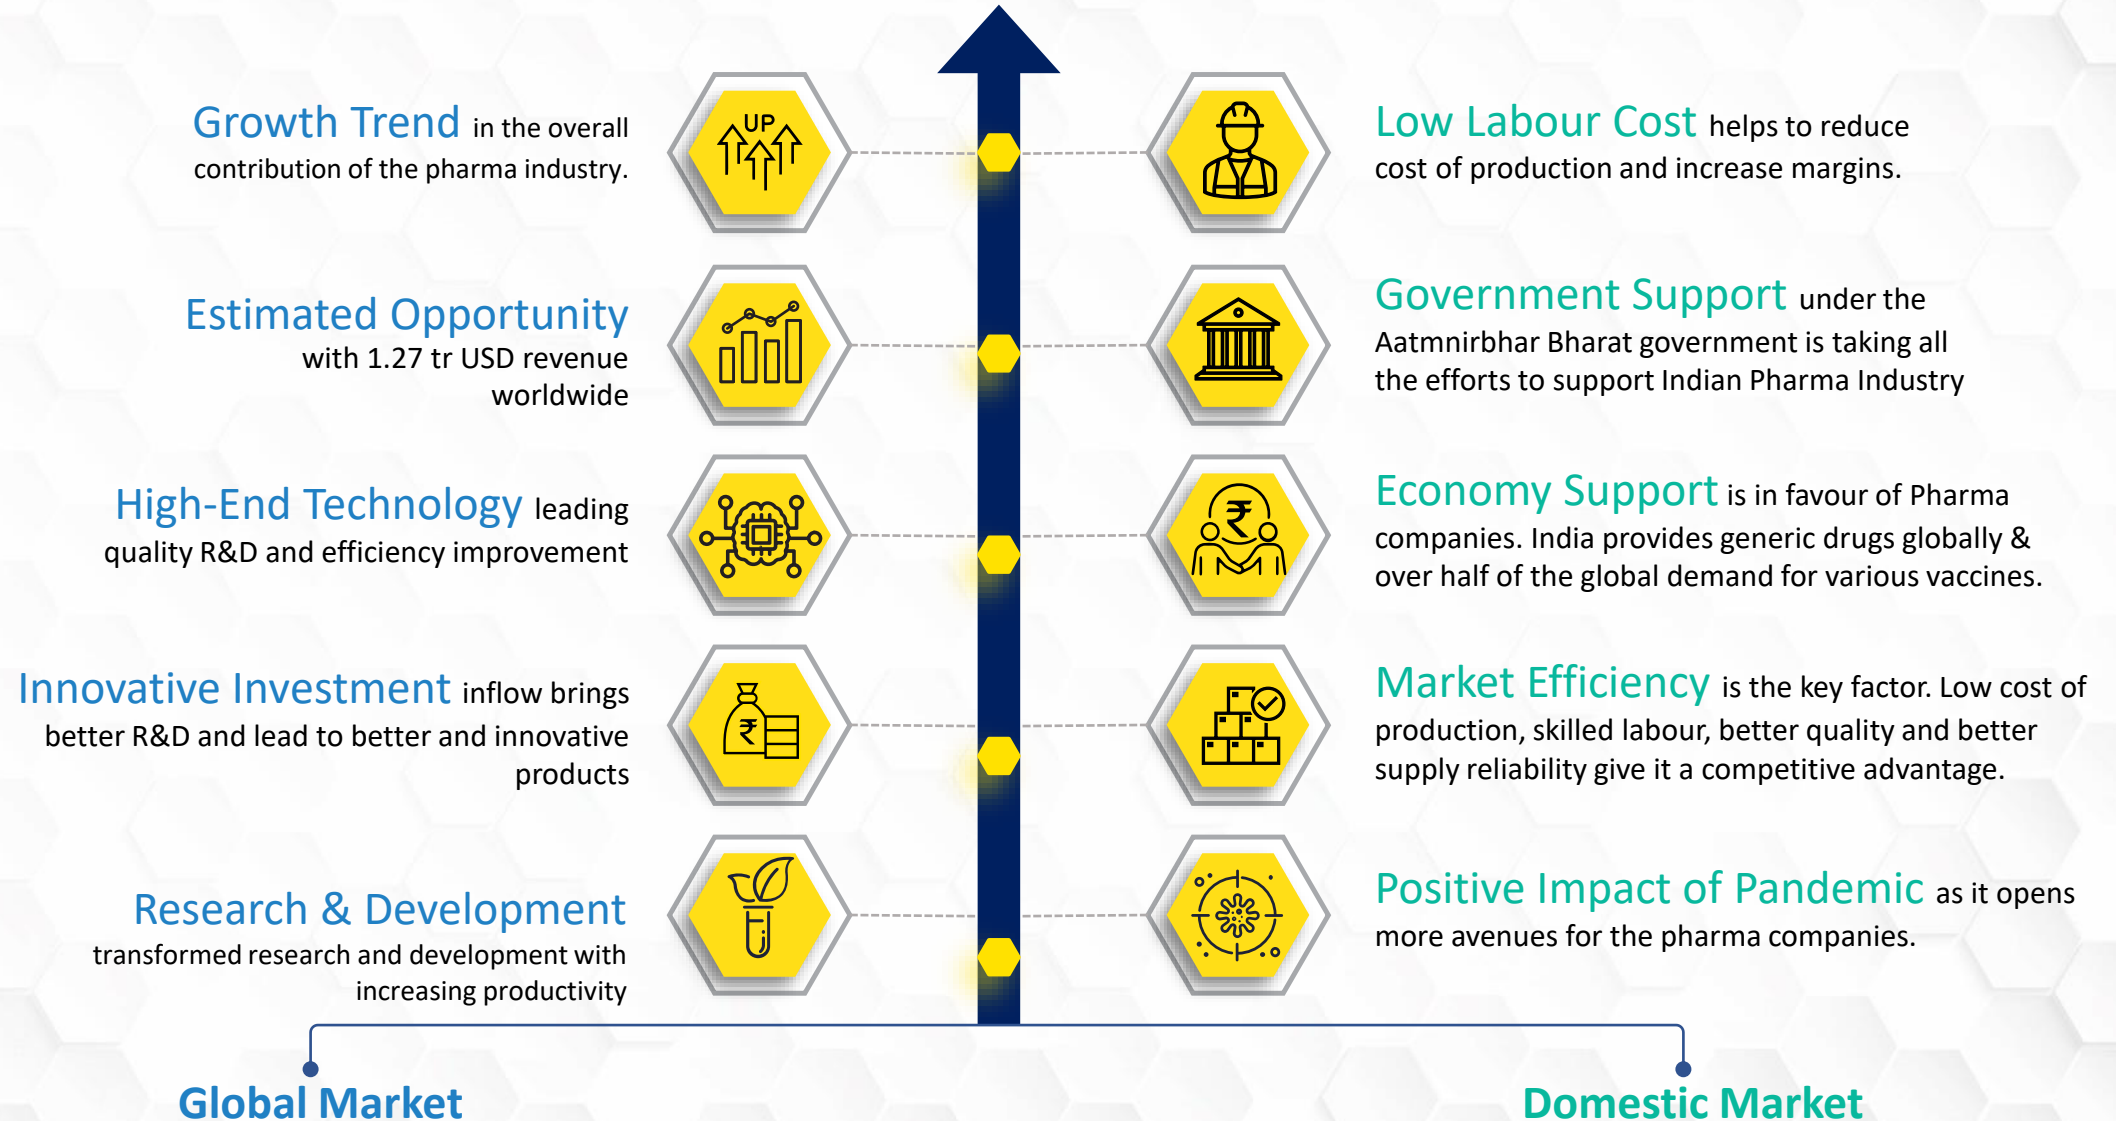 Growth Trend in the overall
contribution of the pharma industry.
UP
Estimated Opportunity
with 1.27 tr USD revenue
worldwide
High-End Technology leading
quality R&D and efficiency improvement
Innovative Investment inflow brings
better R&D and lead to better and innovative
products
₹
Research & Development
transformed research and development with
increasing productivity
Global Market
Low Labour Cost helps to reduce
cost of production and increase margins.
Government Support under the
Aatmnirbhar Bharat government is taking all
the efforts to support Indian Pharma Industry
₹
Economy Support is in favour of Pharma
companies. India provides generic drugs globally &
over half of the global demand for various vaccines.
Market Efficiency is the key factor. Low cost of
production, skilled labour, better quality and better
supply reliability give it a competitive advantage.
Positive Impact of Pandemic as it opens
more avenues for the pharma companies.
Domestic Market